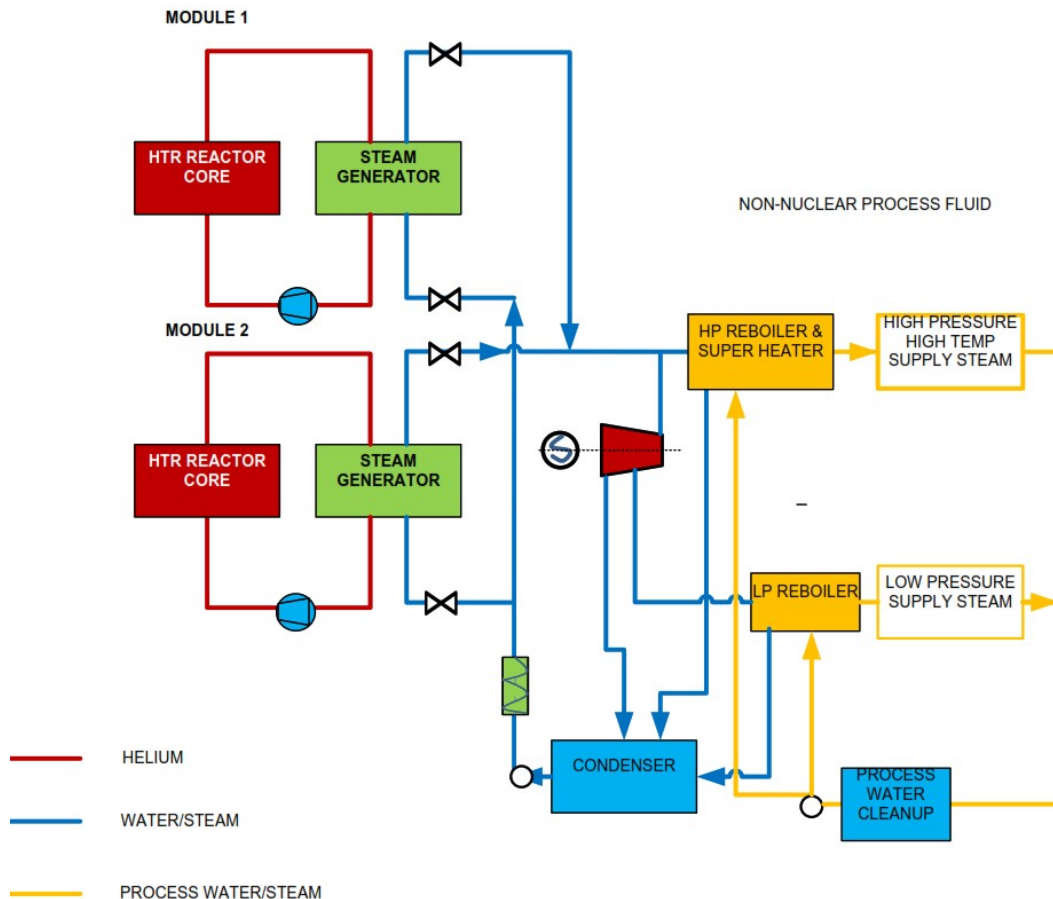 MODULE 1
HTR REACTOR
CORE
STEAM
GENERATOR
NON-NUCLEAR PROCESS FLUID
MODULE 2
HP REBOILER &
SUPER HEATER
HIGH PRESSURE
HIGH TEMP
SUPPLY STEAM
HTR REACTOR
CORE
STEAM
GENERATOR
LP REBOILER
LOW PRESSURE
SUPPLY STEAM
HELIUM
CONDENSER
PROCESS
WATER
CLEANUP
WATER/STEAM
PROCESS WATER/STEAM